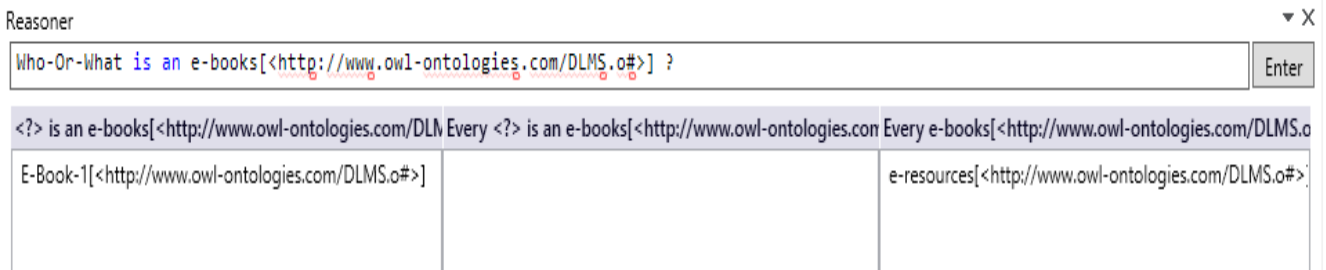 Reasoner
Who-Or-What is an e-books[<http://www.owl-ontologies.com/DLMS.o#>] ?
Enter
<?> is an e-books[<http://www.owl-ontologies.com/DLM Every <?> is an e-books[<http://www.owl-ontologies.con Every e-books[<http://www.owl-ontologies.com/DLMS.o
E-Book-1[<http://www.owl-ontologies.com/DLMS.o#>] e-resources[<http://www.owl-ontologies.com/DLMS.o#>]